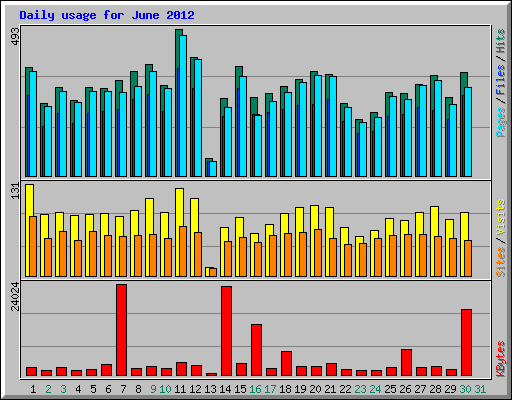 Daily usage for June 2012
493
Pages / Files / Hits
131
Sites / Visits
24024
KBytes
1 2 3 4 5 6 7 8 9 10 11 12 13 14 15 16 17 18 19 20 21 22 23 24 25 26 27 28 29 30 31